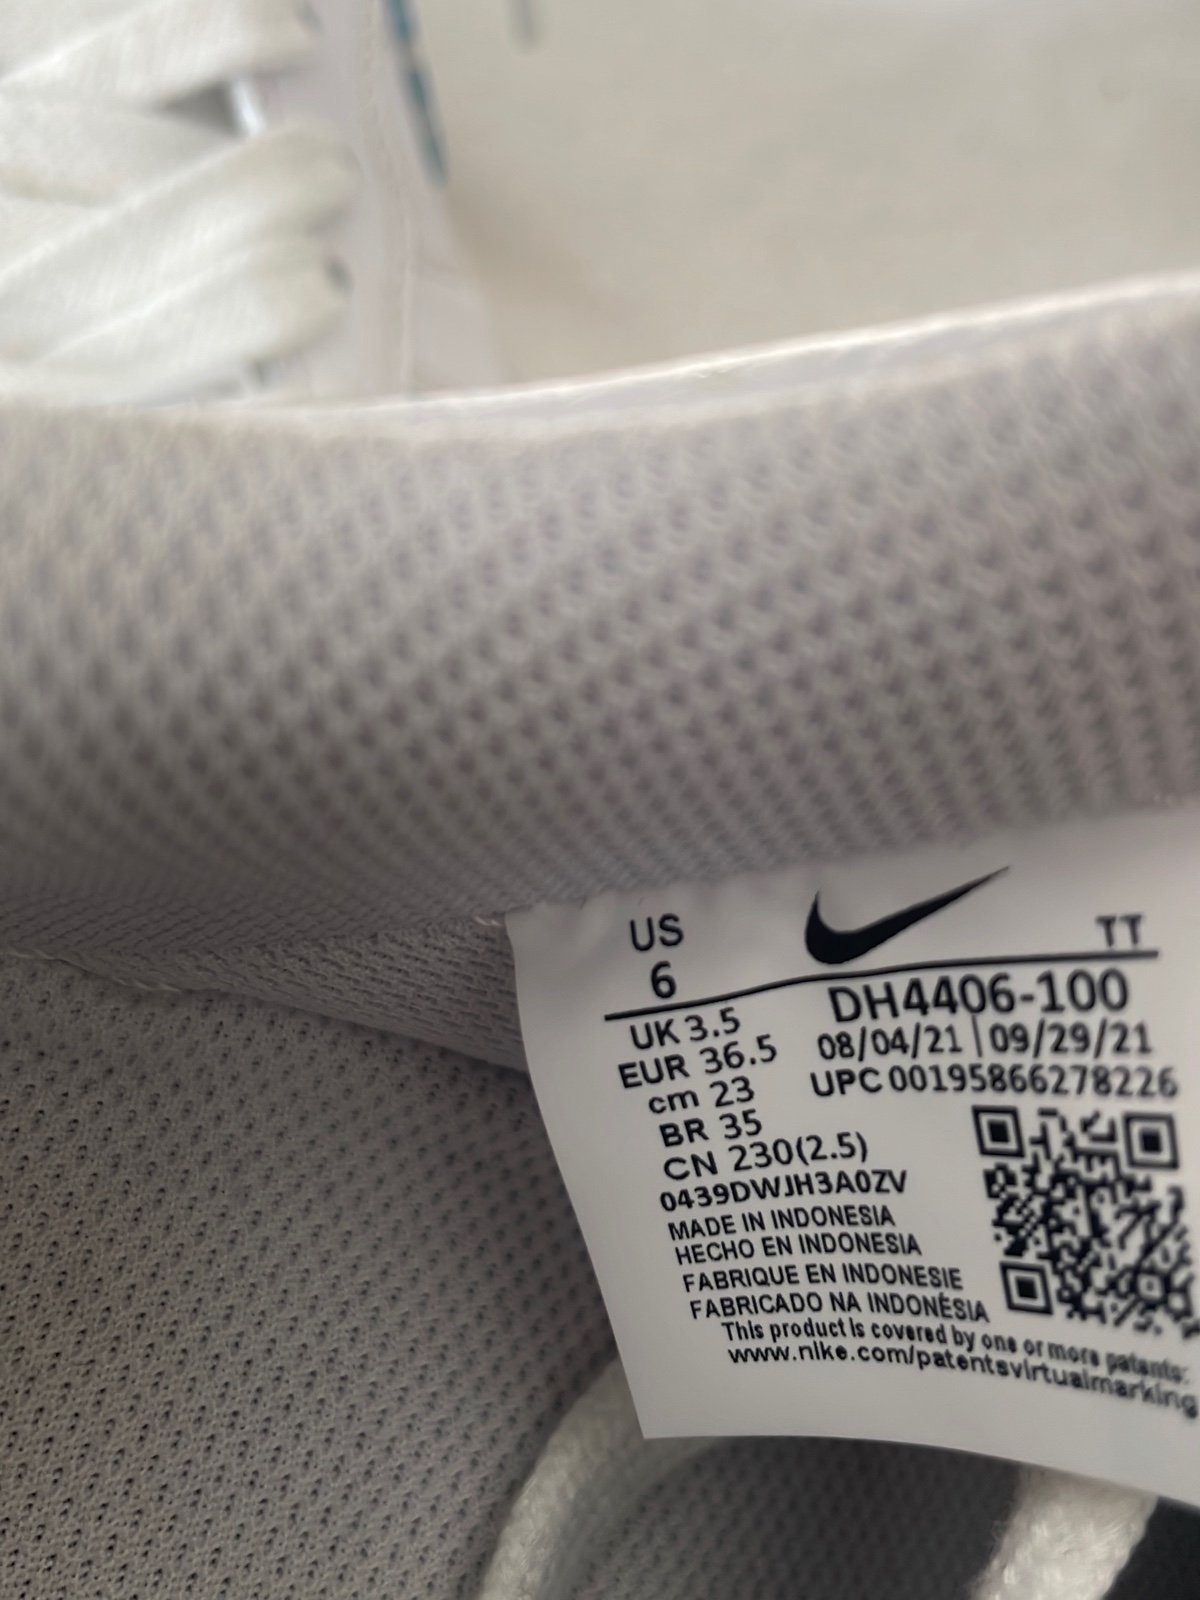 US
6
TT
UK 3.5
EUR 36.5
cm 23
BR 35
CN 230(2.5)
DH4406-100
08/04/21 | 09/29/21
UPC 00195866278226
0439DWJH3A0ZV
MADE IN INDONESIA
HECHO EN INDONESIA
FABRIQUE EN INDONESIE
FABRICADO NA INDONÉSIA
This product is covered by one or more patents:
www.nike.com/patentsvirtualmarking